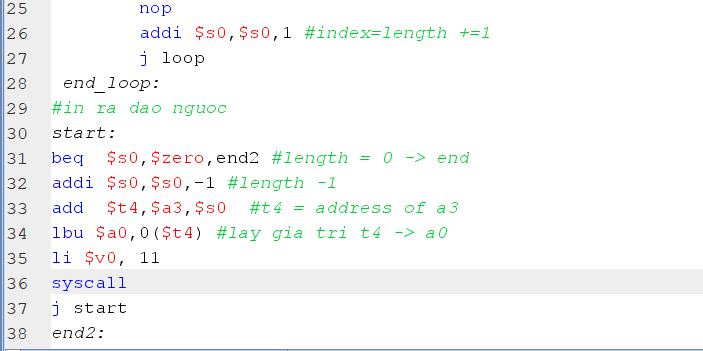 25 nop
26 addi $s0,$s0,1 #index=length +=1
27 j loop
28 end_loop:
29 #in ra dao nguoc
30 start:
31 beq $s0,$zero,end2 #length = 0 -> end
32 addi $s0,$s0,-1 #length -1
33 add $t4,$a3,$s0 #t4 = address of a3
34 lbu $a0,0($t4) #lay gia tri t4 -> a0
35 li $v0, 11
36 syscall
37 j start
38 end2: